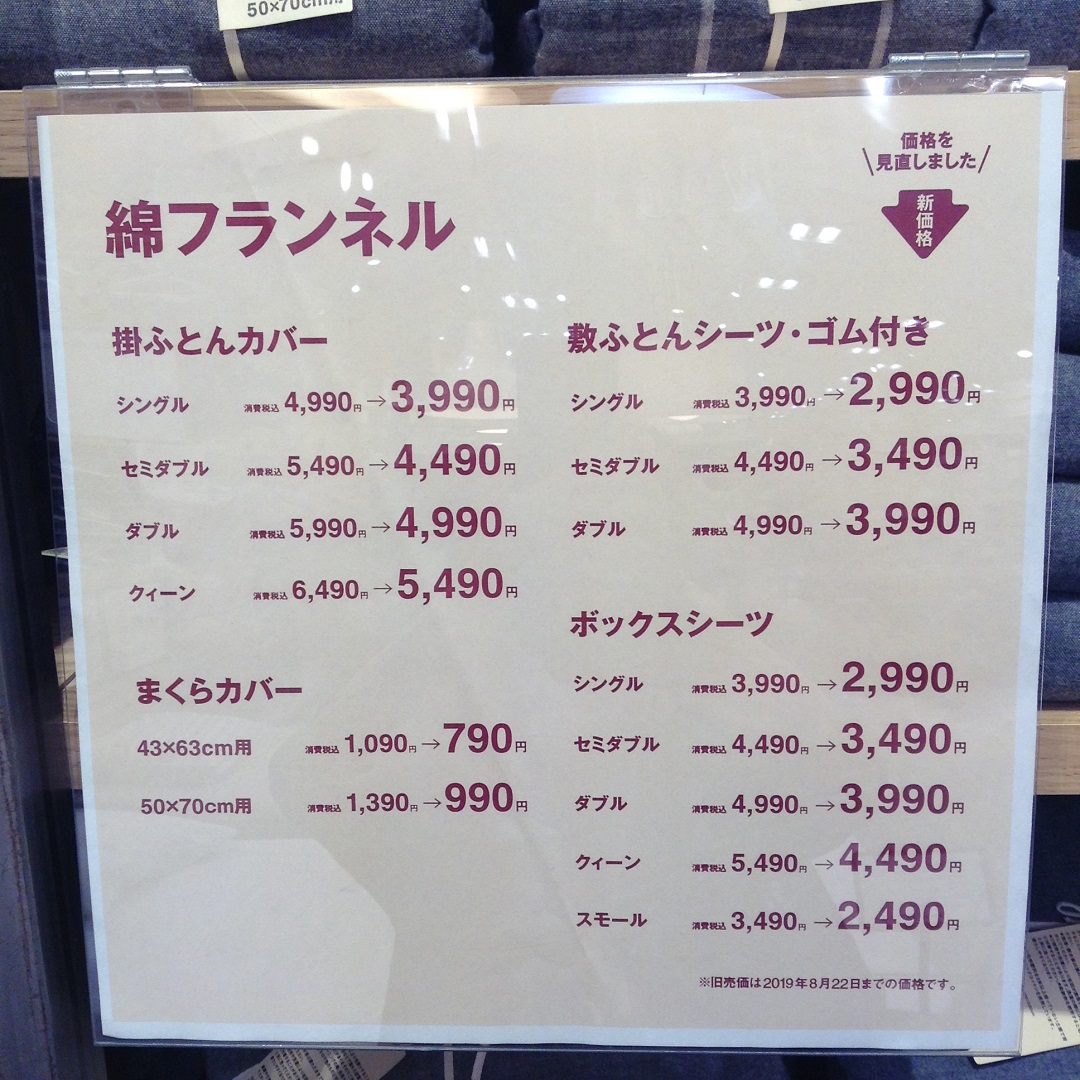 50×70cm用
価格を
見直しました
新価格
綿フランネル
掛ふとんカバー
シングル 消費税込 4,990円→3,990円
セミダブル 消費税込 5,490円→4,490円
ダブル 消費税込 5,990円→4,990円
クィーン 消費税込 6,490円→5,490円
まくらカバー
43×63cm用 消費税込 1,090円→790円
50×70cm用 消費税込 1,390円→990円
敷ふとんシーツ・ゴム付き
シングル 消費税込 3,990円→2,990円
セミダブル 消費税込 4,490円→3,490円
ダブル 消費税込 4,990円→3,990円
ボックスシーツ
シングル 消費税込 3,990円→2,990円
セミダブル 消費税込 4,490円→3,490円
ダブル 消費税込 4,990円→3,990円
クィーン 消費税込 5,490円→4,490円
スモール 消費税込 3,490円→2,490円
※旧売価は2019年8月22日までの価格です。